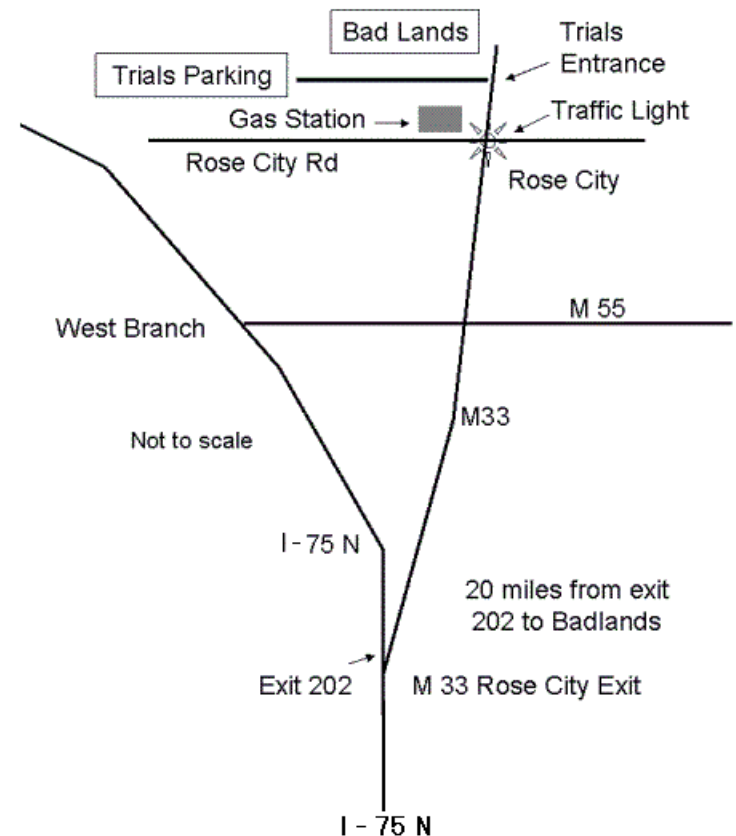 Bad Lands
Trials
Entrance
Trials Parking
Gas Station
Traffic Light
Rose City Rd
Rose City
M 55
West Branch
M33
Not to scale
I - 75 N
20 miles from exit
202 to Badlands
Exit 202
M 33 Rose City Exit
I - 75 N